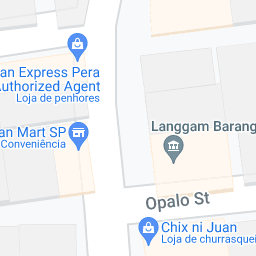 an Express Pera
Authorized Agent
Loja de penhores
an Mart SP
Conveniência
Langgam Barang
Opalo St
Chix ni Juan
Loja de churrasquei